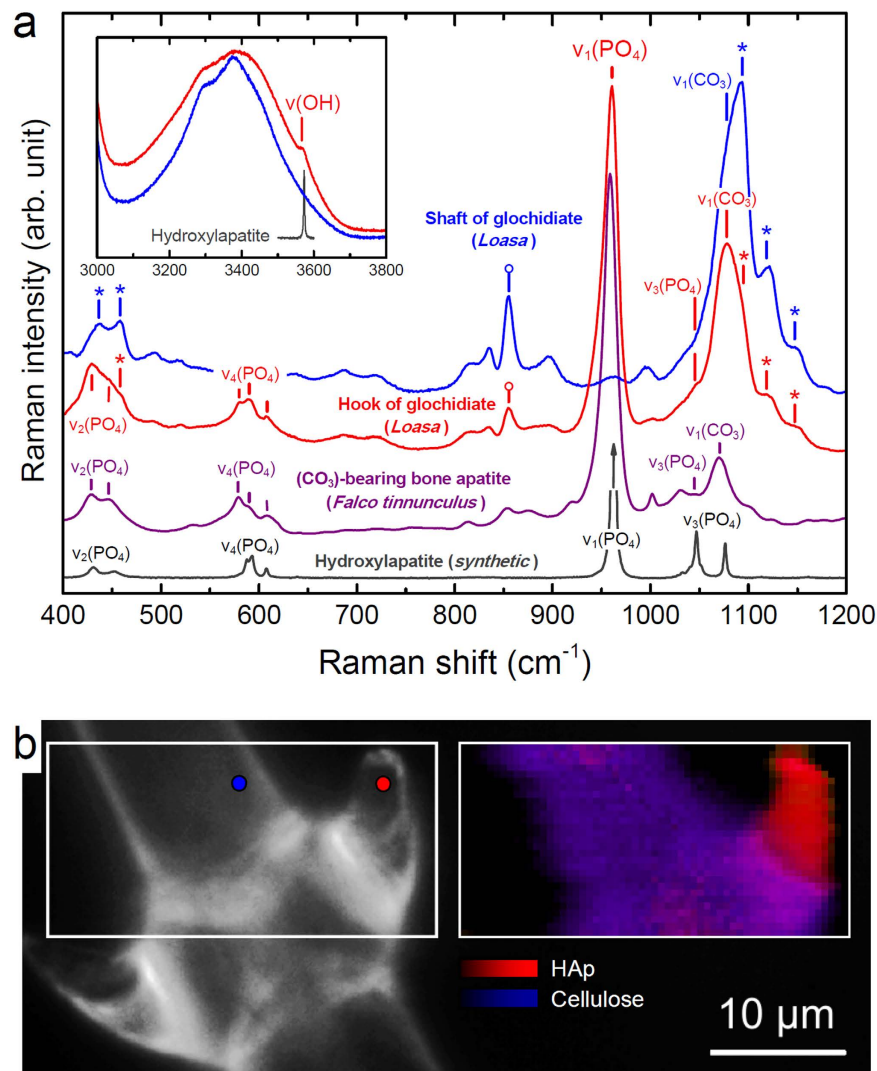 a
Raman intensity (arb. unit)
ν(OH)
Hydroxylapatite
3000 3200 3400 3600 3800
ν₁(PO₄)
*
ν₁(CO₃)
Shaft of glochidiate
(Loasa)
ν₁(CO₃)
*
*
ν₃(PO₄)
* *
*
*
ν₄(PO₄)
*
*
ν₂(PO₄)
Hook of glochidiate
(Loasa)
ν₁(CO₃)
ν₂(PO₄)
ν₄(PO₄)
(CO₃)-bearing bone apatite
(Falco tinnunculus)
ν₃(PO₄)
ν₂(PO₄)
ν₄(PO₄)
Hydroxylapatite (synthetic)
ν₁(PO₄)
ν₃(PO₄)
400 500 600 700 800 900 1000 1100 1200
Raman shift (cm⁻¹)
b
HAp
Cellulose
10 µm